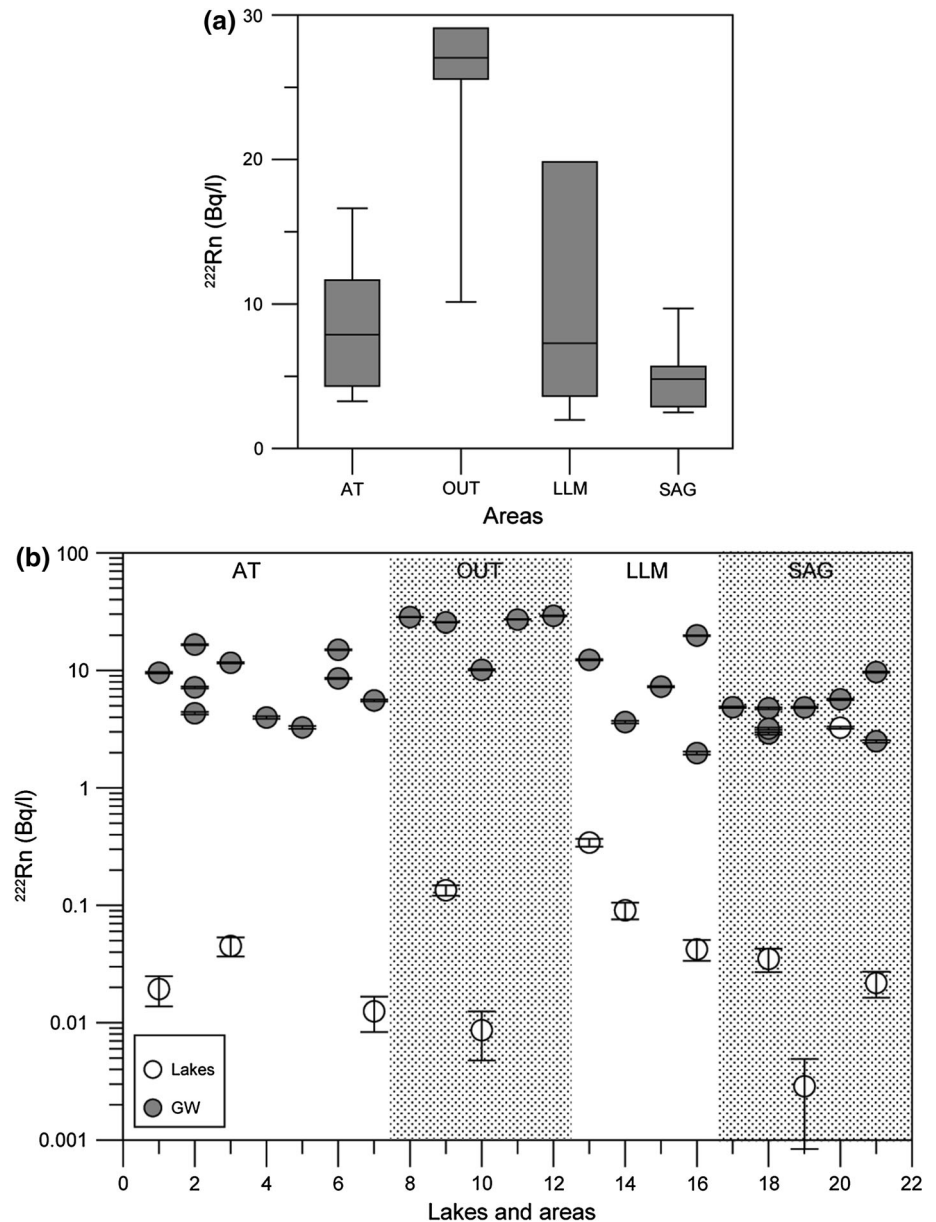 (a)
30
20
10
0
²²²Rn (Bq/l)
AT OUT LLM SAG
Areas
(b)
AT OUT LLM SAG
100
10
1
0.1
0.01
0.001
²²²Rn (Bq/l)
Lakes
GW
0 2 4 6 8 10 12 14 16 18 20 22
Lakes and areas